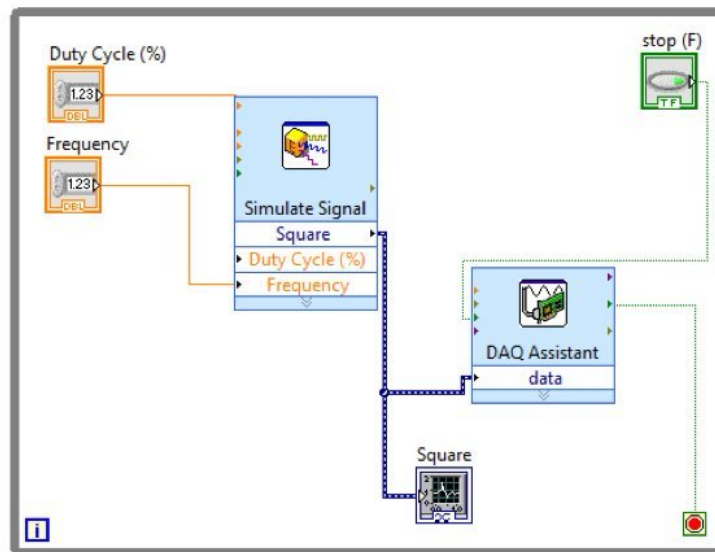 Duty Cycle (%)
1.23
DBL
Frequency
1.23
DBL
stop (F)
TF
Simulate Signal
Square
Duty Cycle (%)
Frequency
DAQ Assistant
data
Square
i